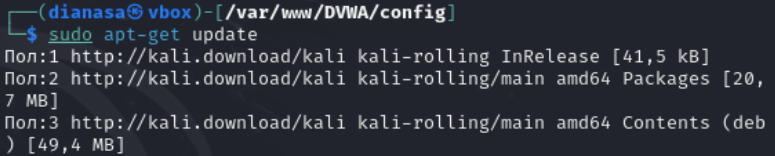 ┌──(dianasa㉿vbox)-[/var/www/DVWA/config]
└─$ sudo apt-get update
Пол:1 http://kali.download/kali kali-rolling InRelease [41,5 kB]
Пол:2 http://kali.download/kali kali-rolling/main amd64 Packages [20,
7 MB]
Пол:3 http://kali.download/kali kali-rolling/main amd64 Contents (deb
) [49,4 MB]